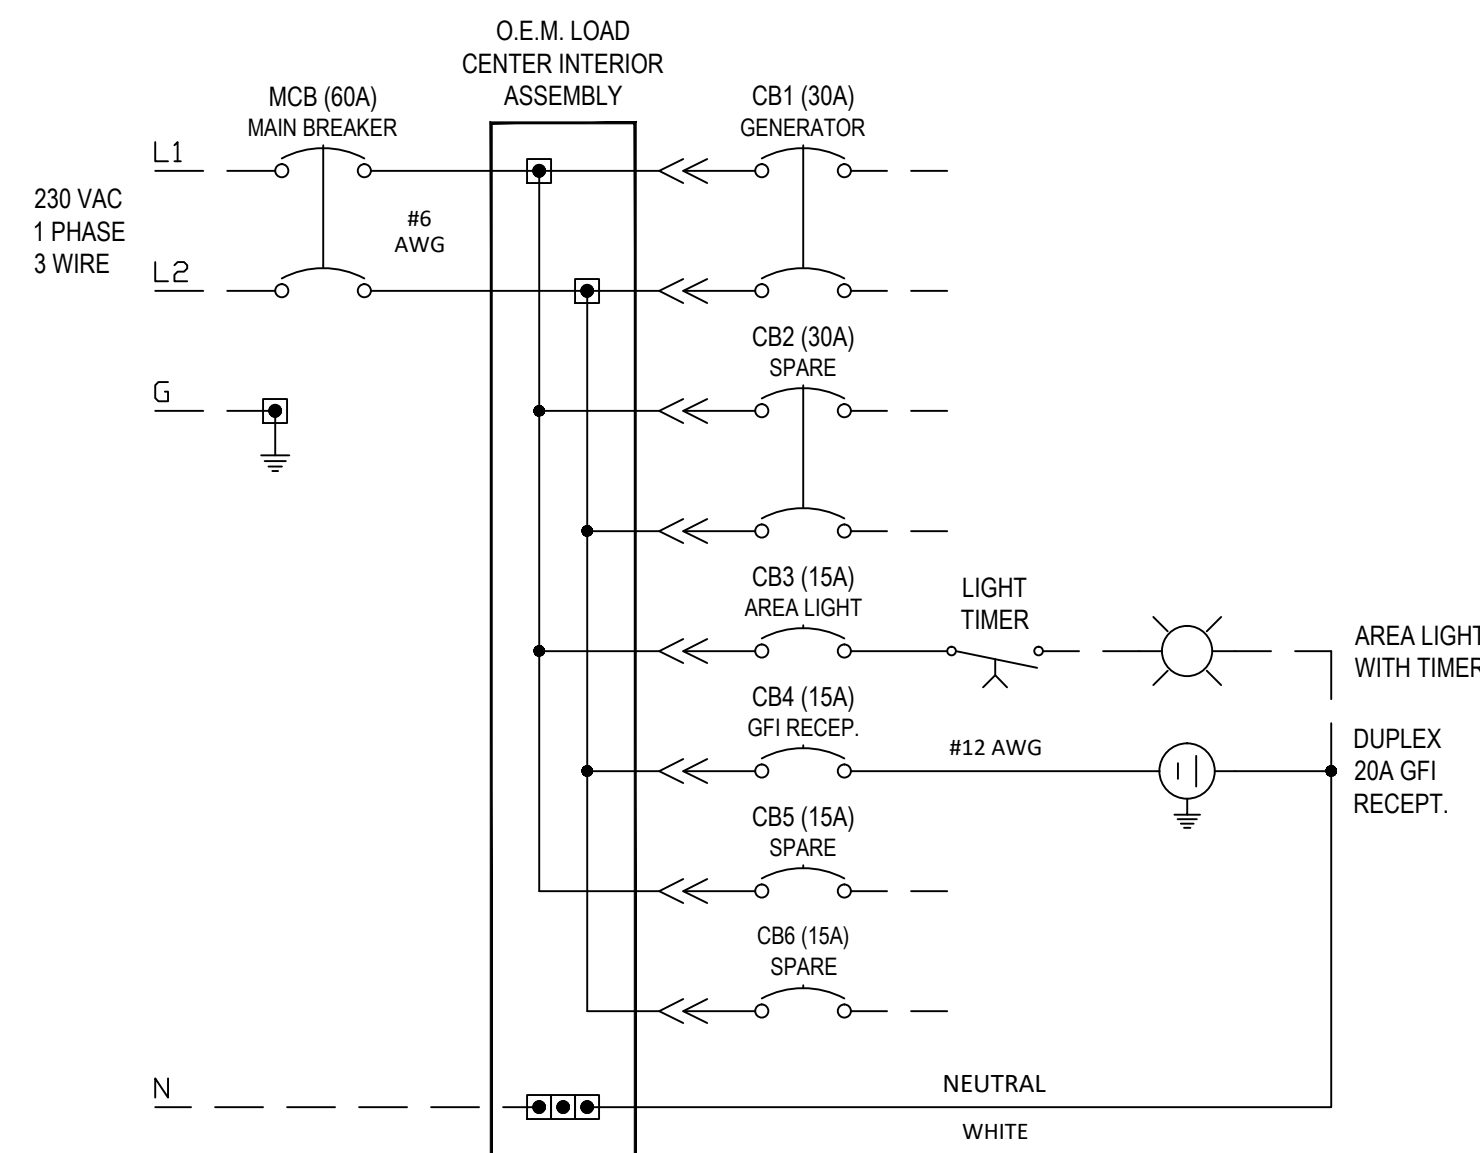 O.E.M. LOAD
CENTER INTERIOR
ASSEMBLY
MCB (60A)
MAIN BREAKER
CB1 (30A)
GENERATOR
L1
230 VAC
1 PHASE
3 WIRE
#6
AWG
L2
CB2 (30A)
SPARE
G
CB3 (15A)
AREA LIGHT
LIGHT
TIMER
AREA LIGHT
WITH TIMER
CB4 (15A)
GFI RECEP.
#12 AWG
DUPLEX
20A GFI
RECEPT.
CB5 (15A)
SPARE
CB6 (15A)
SPARE
N
NEUTRAL
WHITE